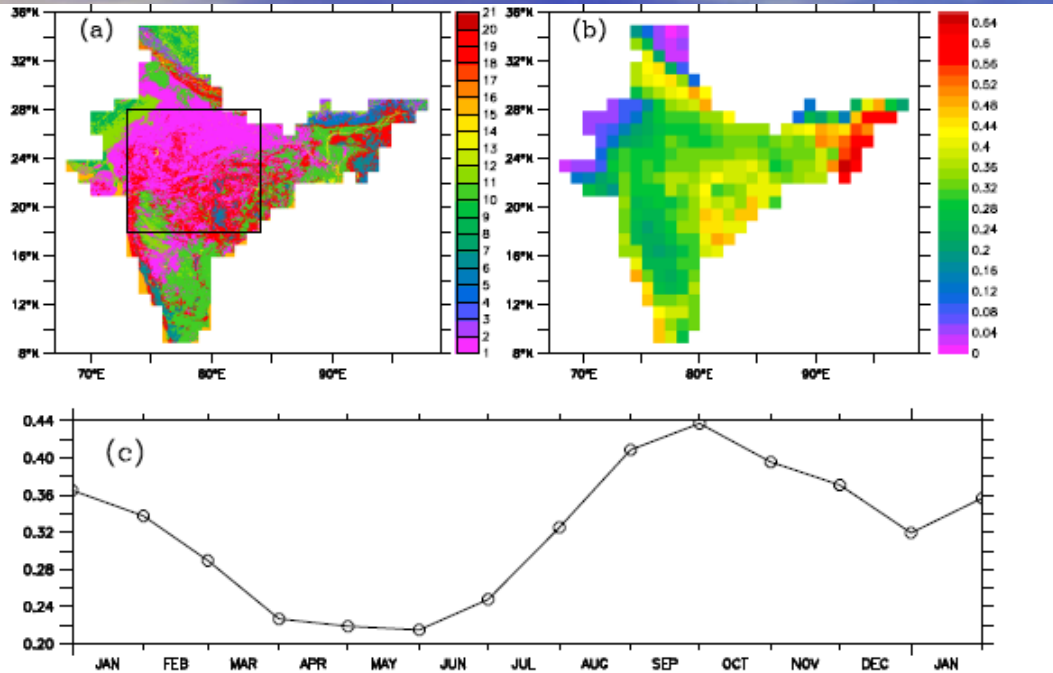 (a)
36°N
32°N
28°N
24°N
20°N
16°N
12°N
8°N
70°E 80°E 90°E
21
20
19
18
17
16
15
14
13
12
11
10
9
8
7
6
5
4
3
2
1
(b)
36°N
32°N
28°N
24°N
20°N
16°N
12°N
8°N
70°E 80°E 90°E
0.64
0.6
0.56
0.52
0.48
0.44
0.4
0.36
0.32
0.28
0.24
0.2
0.16
0.12
0.08
0.04
0
(c)
0.44
0.40
0.36
0.32
0.28
0.24
0.20
JAN FEB MAR APR MAY JUN JUL AUG SEP OCT NOV DEC JAN